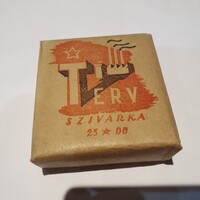 TERV
SZIVARKA
25 ★ DB